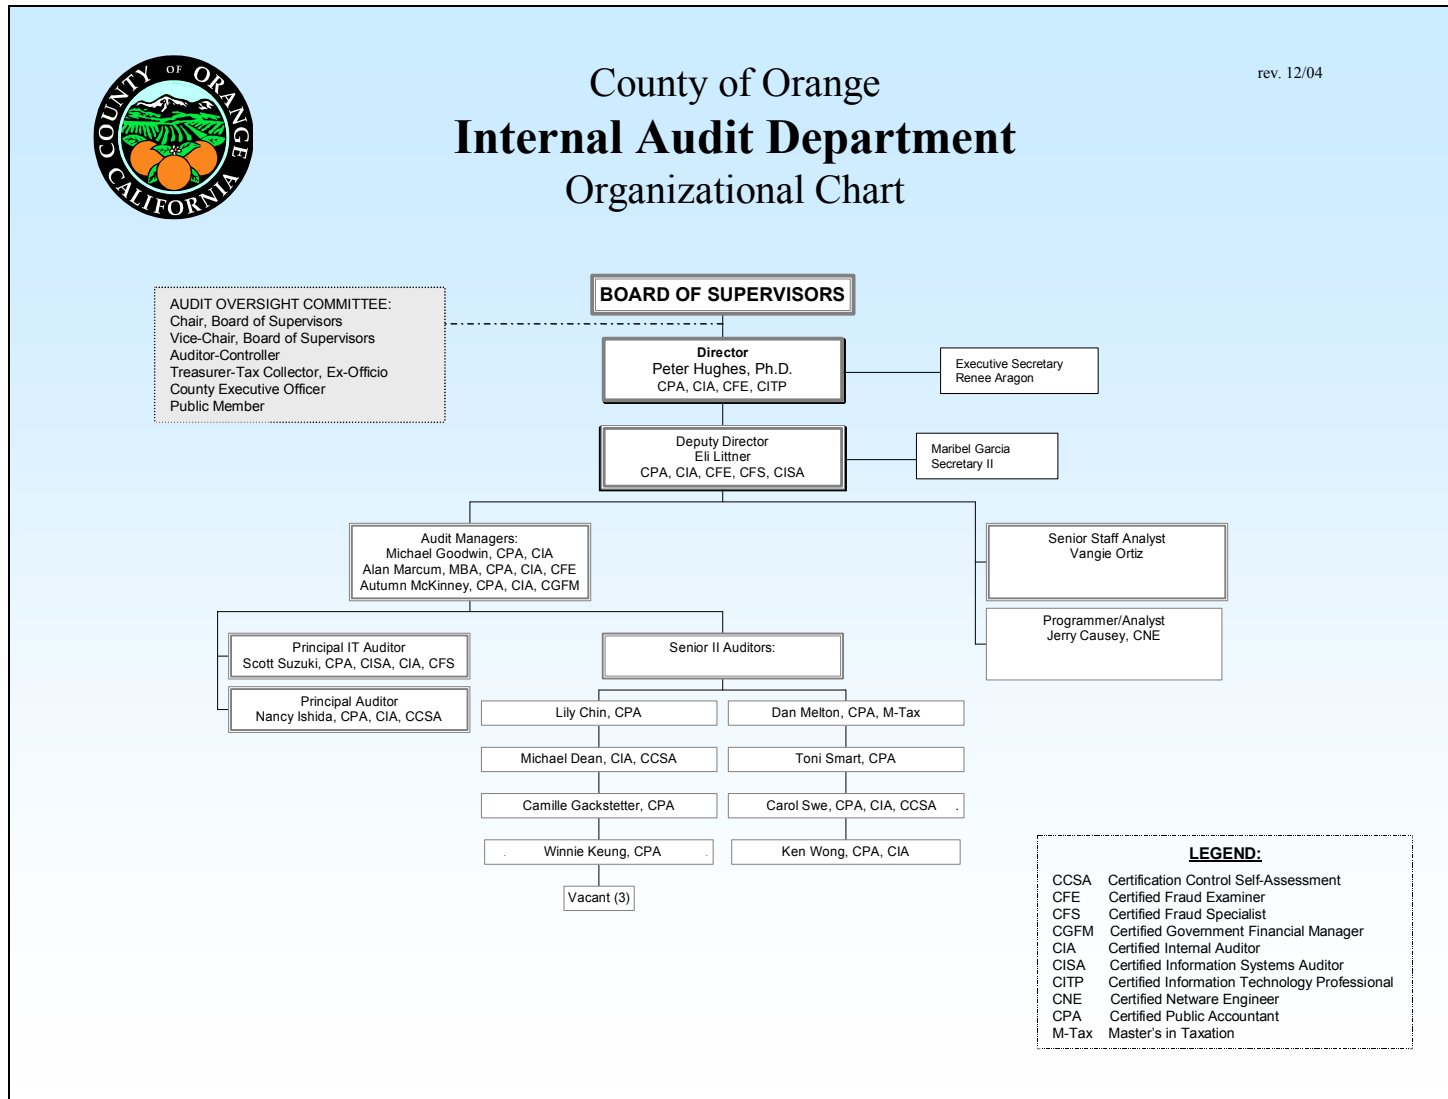 COUNTY OF ORANGE
CALIFORNIA
County of Orange
Internal Audit Department
Organizational Chart
rev. 12/04
AUDIT OVERSIGHT COMMITTEE:
Chair, Board of Supervisors
Vice-Chair, Board of Supervisors
Auditor-Controller
Treasurer-Tax Collector, Ex-Officio
County Executive Officer
Public Member
BOARD OF SUPERVISORS
Director
Peter Hughes, Ph.D.
CPA, CIA, CFE, CITP
Executive Secretary
Renee Aragon
Deputy Director
Eli Littner
CPA, CIA, CFE, CFS, CISA
Maribel Garcia
Secretary II
Audit Managers:
Michael Goodwin, CPA, CIA
Alan Marcum, MBA, CPA, CIA, CFE
Autumn McKinney, CPA, CIA, CGFM
Senior Staff Analyst
Vangie Ortiz
Programmer/Analyst
Jerry Causey, CNE
Principal IT Auditor
Scott Suzuki, CPA, CISA, CIA, CFS
Principal Auditor
Nancy Ishida, CPA, CIA, CCSA
Senior II Auditors:
Lily Chin, CPA
Michael Dean, CIA, CCSA
Camille Gackstetter, CPA
Winnie Keung, CPA
Vacant (3)
Dan Melton, CPA, M-Tax
Toni Smart, CPA
Carol Swe, CPA, CIA, CCSA .
Ken Wong, CPA, CIA
LEGEND:
CCSA Certification Control Self-Assessment
CFE Certified Fraud Examiner
CFS Certified Fraud Specialist
CGFM Certified Government Financial Manager
CIA Certified Internal Auditor
CISA Certified Information Systems Auditor
CITP Certified Information Technology Professional
CNE Certified Netware Engineer
CPA Certified Public Accountant
M-Tax Master's in Taxation